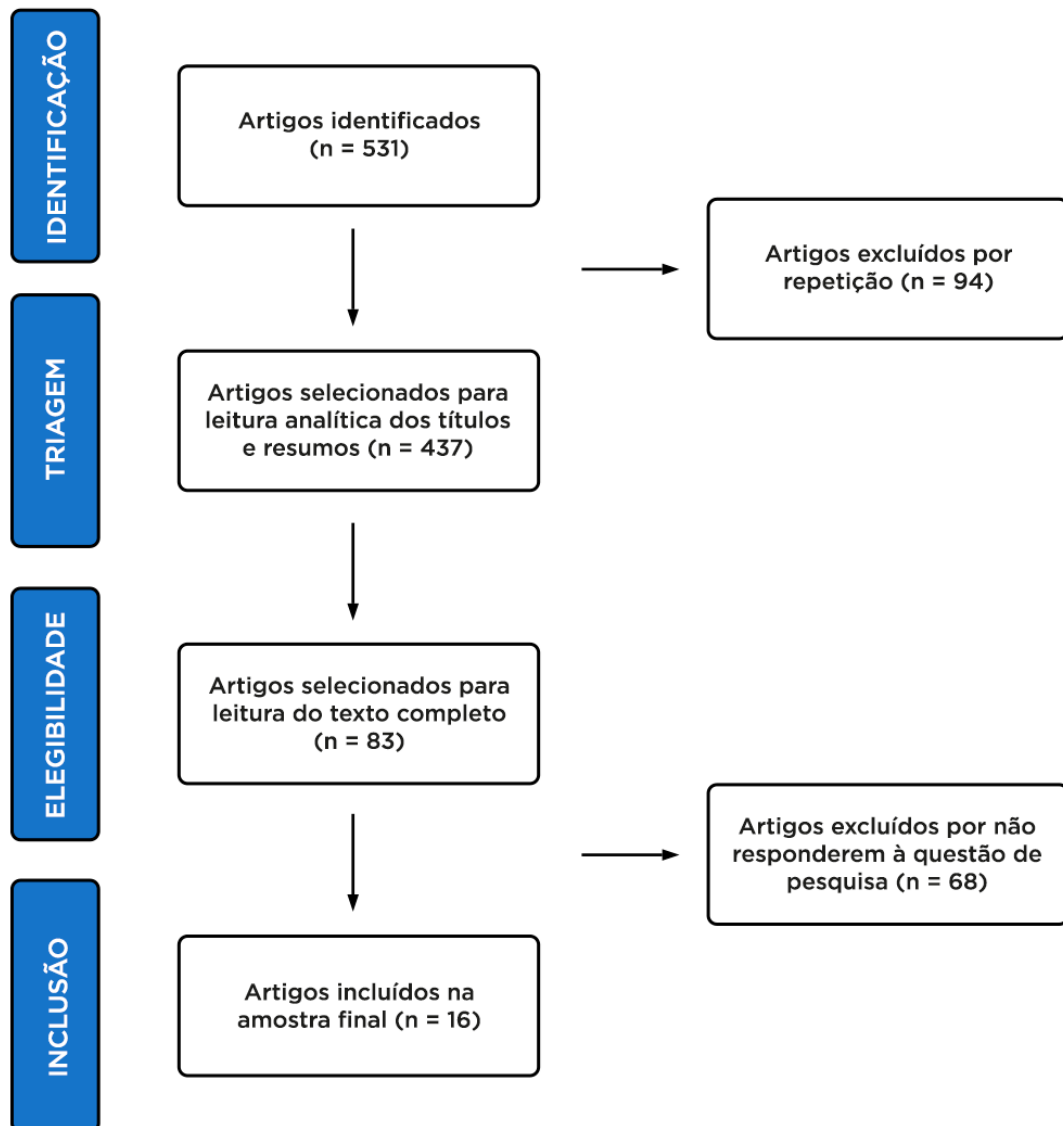 IDENTIFICAÇÃO
Artigos identificados
(n = 531)
Artigos excluídos por
repetição (n = 94)
TRIAGEM
Artigos selecionados para
leitura analítica dos títulos
e resumos (n = 437)
ELEGIBILIDADE
Artigos selecionados para
leitura do texto completo
(n = 83)
Artigos excluídos por não
responderem à questão de
pesquisa (n = 68)
INCLUSÃO
Artigos incluídos na
amostra final (n = 16)